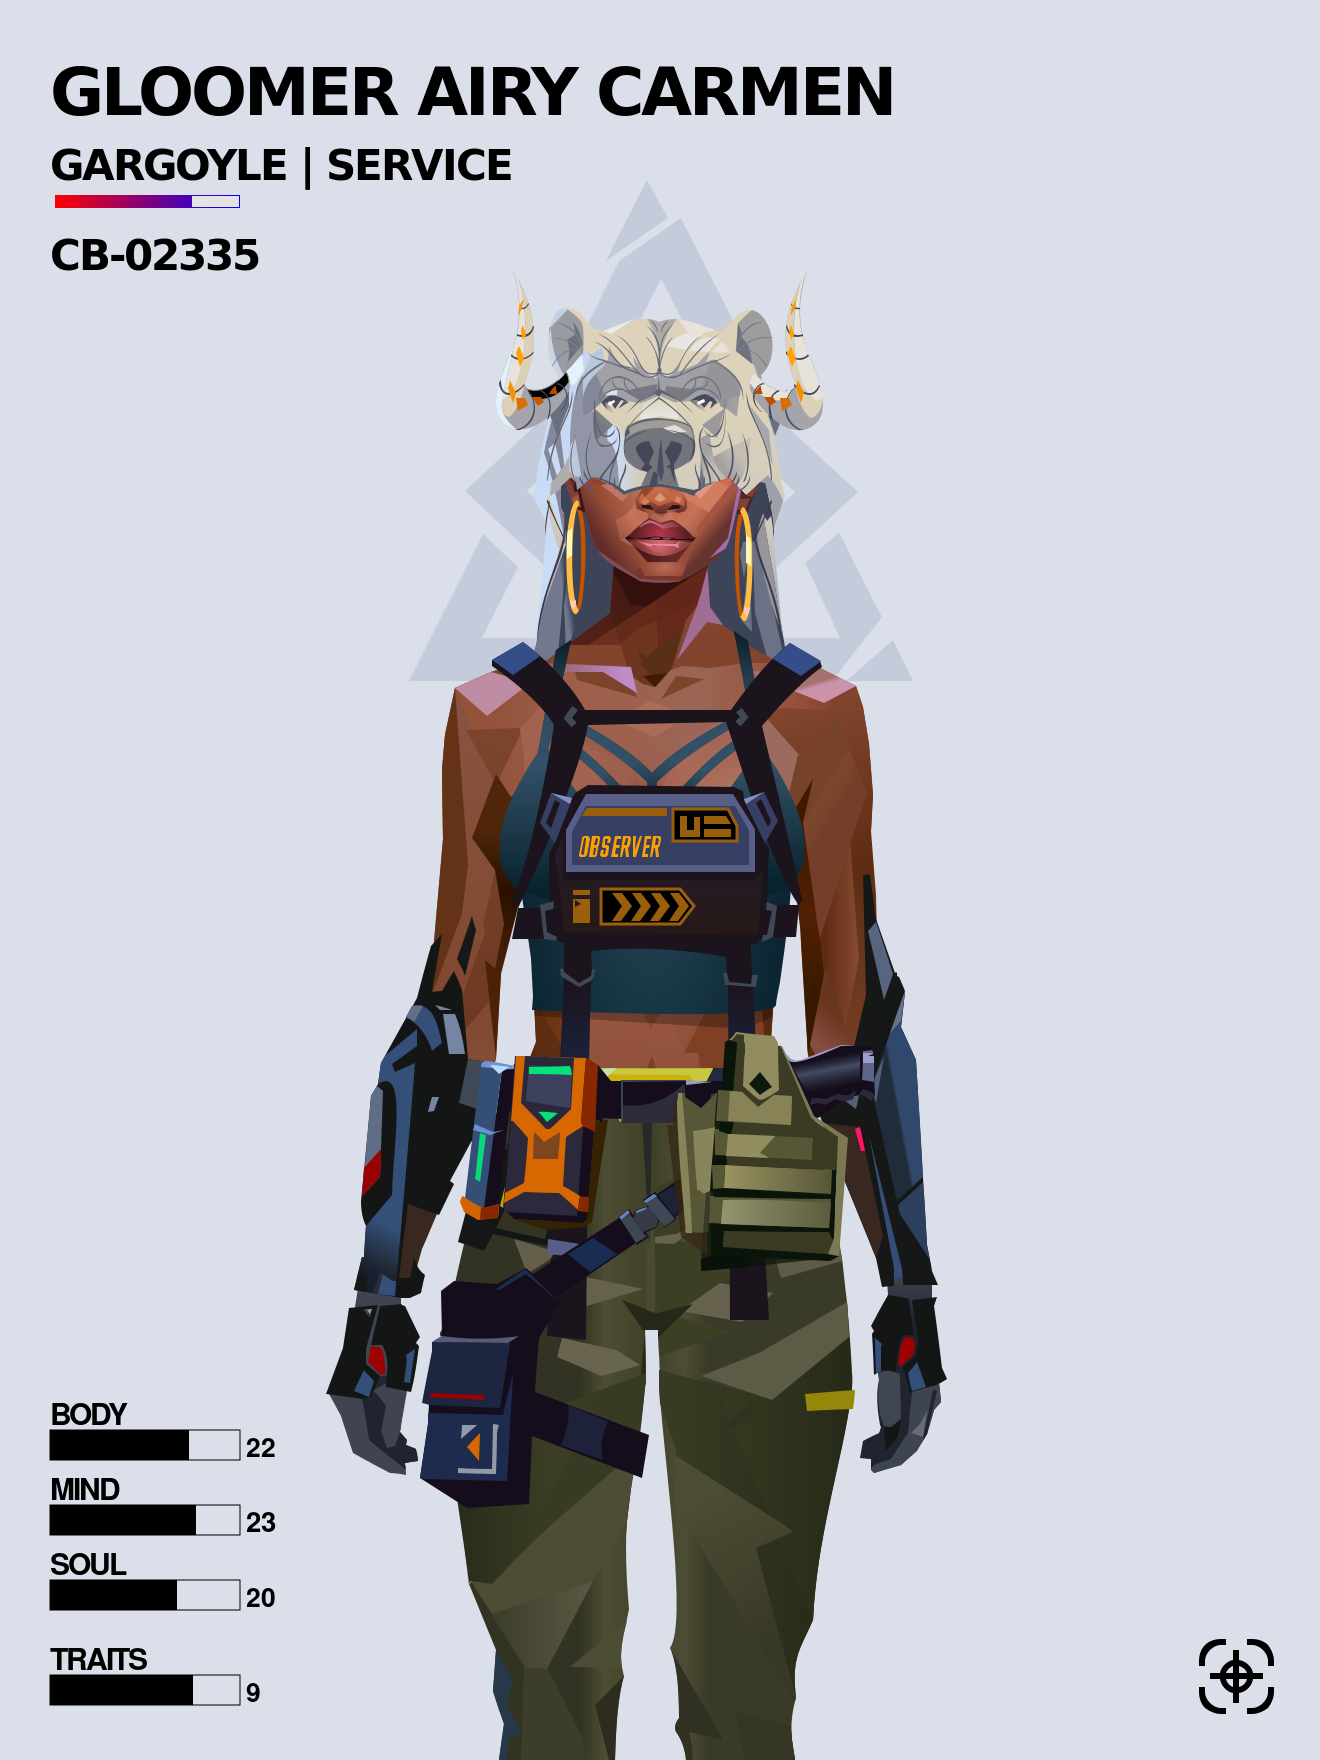 GLOOMER AIRY CARMEN
GARGOYLE | SERVICE
CB-02335
OBSERVER
BODY
22
MIND
23
SOUL
20
TRAITS
9